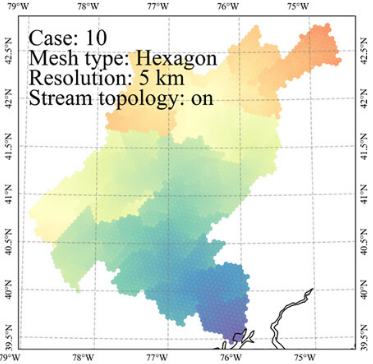 79°W 78°W 77°W 76°W 75°W
Case: 10
Mesh type: Hexagon
Resolution: 5 km
Stream topology: on
42.5°N 42.5°N
42°N 42°N
41.5°N 41.5°N
41°N 41°N
40.5°N 40.5°N
40°N 40°N
39.5°N 39.5°N
79°W 78°W 77°W 76°W 75°W